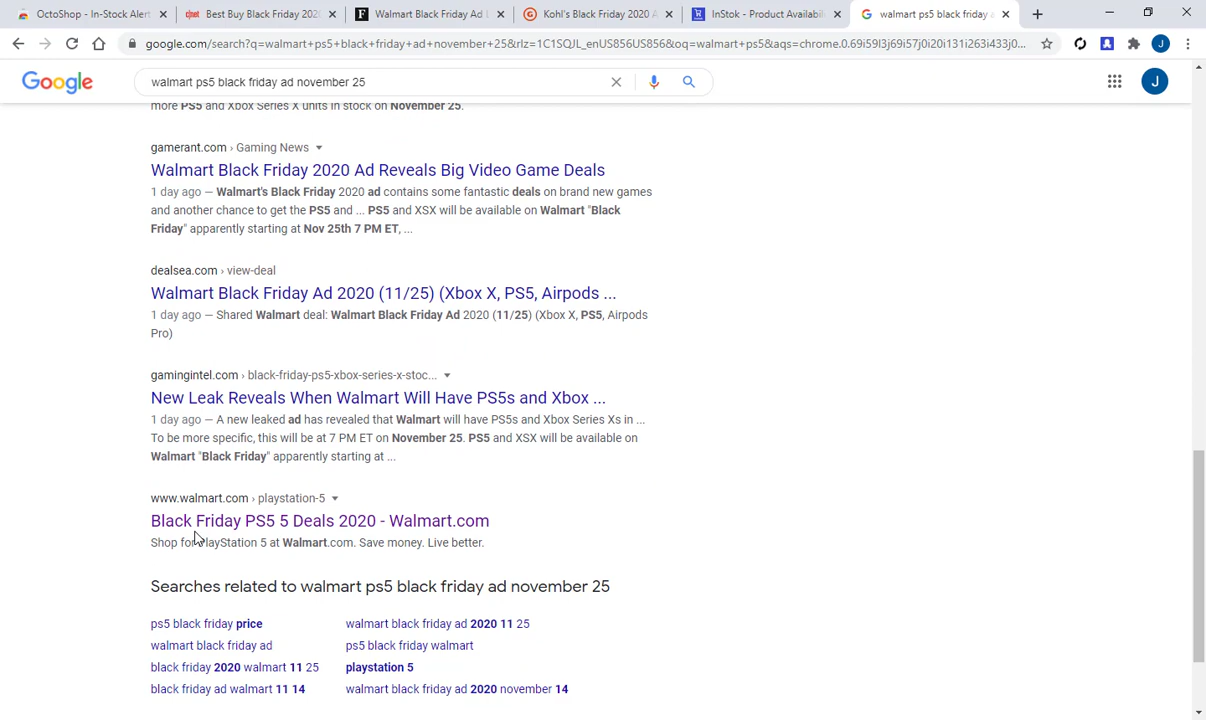 OctoShop - In-Stock Alert
Best Buy Black Friday 202
Walmart Black Friday Ad L
Kohl's Black Friday 2020 A
InStok - Product Availabili
walmart ps5 black friday a
google.com/search?q=walmart+ps5+black+friday+ad+november+25&rlz=1C1SQJL_enUS856US856&oq=walmart+ps5&aqs=chrome.0.69i59l3j69i57j0i20i131i263i433j0...
J
Google
walmart ps5 black friday ad november 25
J
more PS5 and Xbox Series X units in stock on November 25.
gamerant.com › Gaming News
Walmart Black Friday 2020 Ad Reveals Big Video Game Deals
1 day ago — Walmart's Black Friday 2020 ad contains some fantastic deals on brand new games
and another chance to get the PS5 and ... PS5 and XSX will be available on Walmart "Black
Friday" apparently starting at Nov 25th 7 PM ET, ...
dealsea.com › view-deal
Walmart Black Friday Ad 2020 (11/25) (Xbox X, PS5, Airpods ...
1 day ago — Shared Walmart deal: Walmart Black Friday Ad 2020 (11/25) (Xbox X, PS5, Airpods
Pro)
gamingintel.com › black-friday-ps5-xbox-series-x-stoc...
New Leak Reveals When Walmart Will Have PS5s and Xbox ...
1 day ago — A new leaked ad has revealed that Walmart will have PS5s and Xbox Series Xs in ...
To be more specific, this will be at 7 PM ET on November 25. PS5 and XSX will be available on
Walmart "Black Friday" apparently starting at ...
www.walmart.com › playstation-5
Black Friday PS5 5 Deals 2020 - Walmart.com
Shop for PlayStation 5 at Walmart.com. Save money. Live better.
Searches related to walmart ps5 black friday ad november 25
ps5 black friday price
walmart black friday ad 2020 11 25
walmart black friday ad
ps5 black friday walmart
black friday 2020 walmart 11 25
playstation 5
black friday ad walmart 11 14
walmart black friday ad 2020 november 14